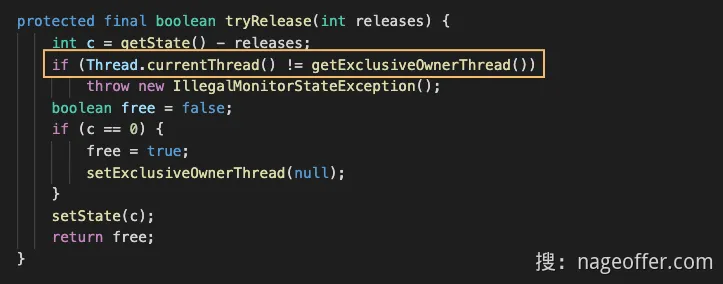 protected final boolean tryRelease(int releases) {
    int c = getState() - releases;
    if (Thread.currentThread() != getExclusiveOwnerThread())
        throw new IllegalMonitorStateException();
    boolean free = false;
    if (c == 0) {
        free = true;
        setExclusiveOwnerThread(null);
    }
    setState(c);
    return free;
}
搜：nageoffer.com